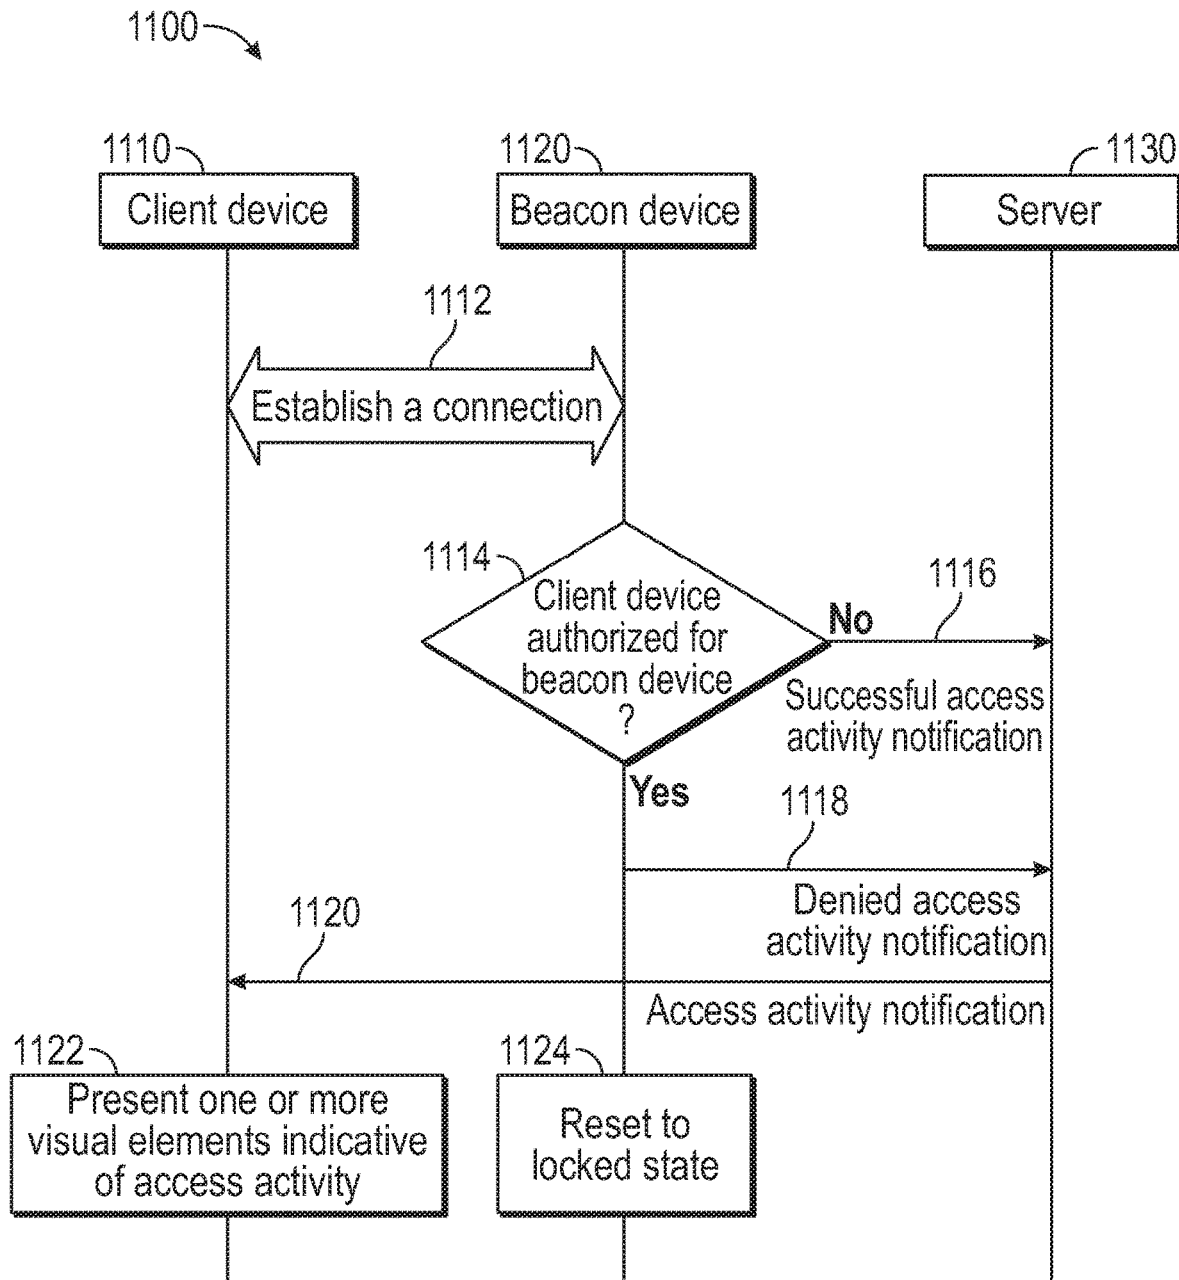 1100
1110
1120
1130
Client device
Beacon device
Server
1112
Establish a connection
1114
Client device
authorized for
beacon device
?
No
1116
Successful access
activity notification
Yes
1118
Denied access
activity notification
1120
Access activity notification
1122
Present one or more
visual elements indicative
of access activity
1124
Reset to
locked state